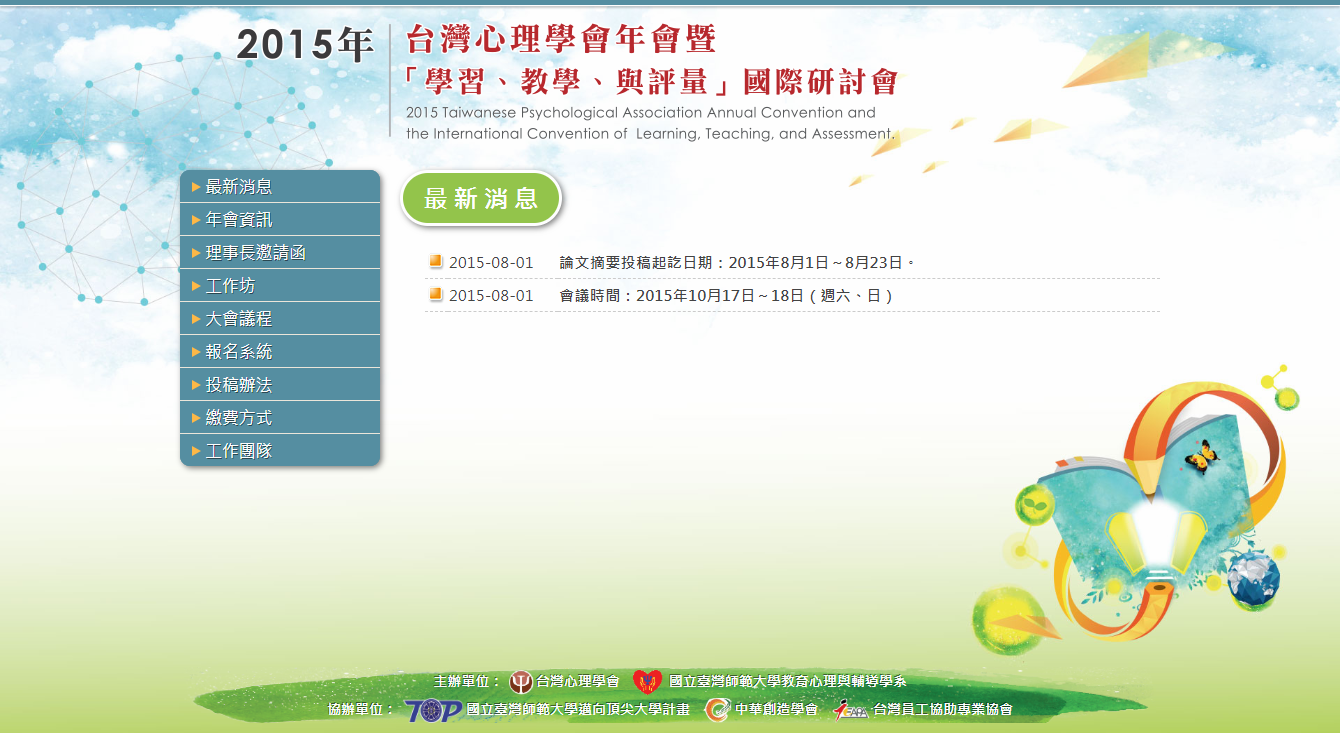 2015年
台灣心理學會年會暨
「學習、教學、與評量」國際研討會
2015 Taiwanese Psychological Association Annual Convention and
the International Convention of Learning, Teaching, and Assessment.
最新消息
年會資訊
理事長邀請函
工作坊
大會議程
報名系統
投稿辦法
繳費方式
工作團隊
最新消息
2015-08-01 論文摘要投稿起訖日期：2015年8月1日～8月23日。
2015-08-01 會議時間：2015年10月17日～18日（週六、日）
主辦單位： 台灣心理學會 國立臺灣師範大學教育心理與輔導學系
協辦單位： TOP 國立臺灣師範大學邁向頂尖大學計畫 中華創造學會 EAPA 台灣員工協助專業協會